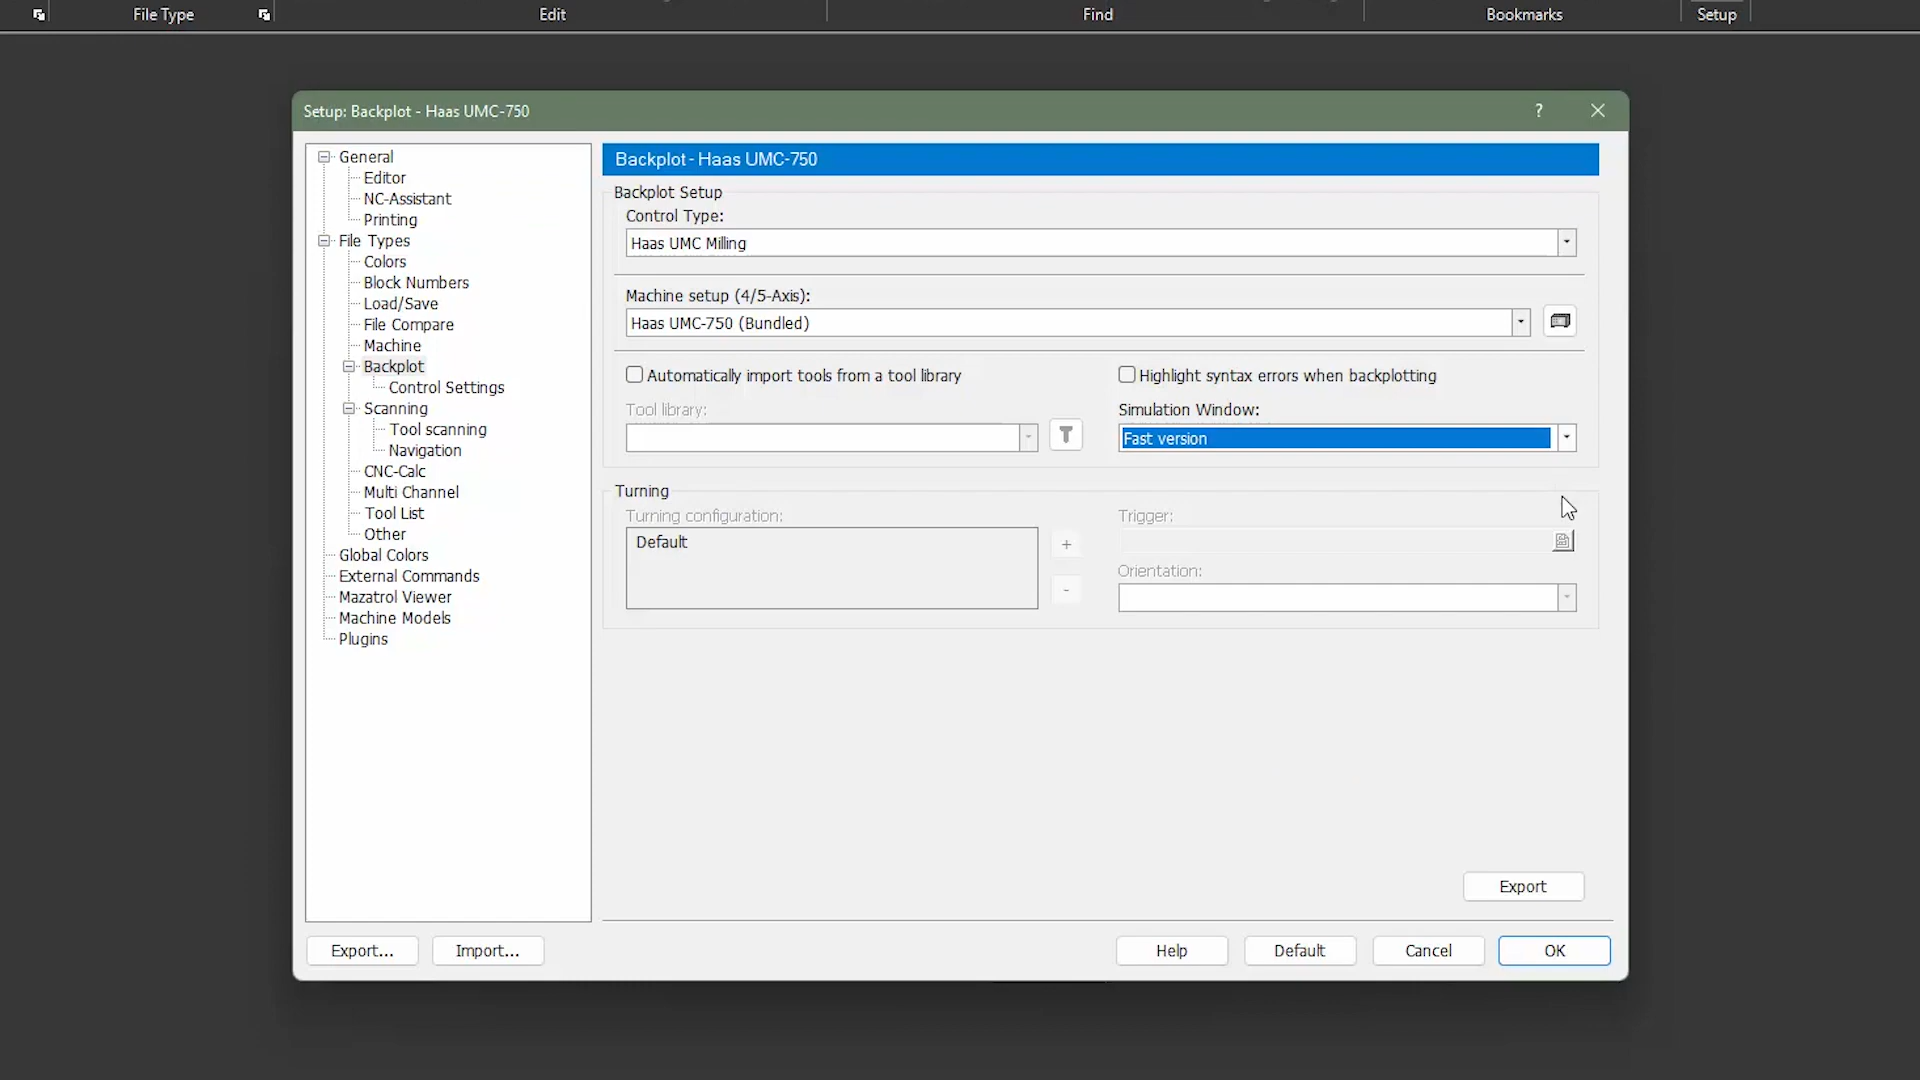 File Type
Edit
Find
Bookmarks
Setup
Setup: Backplot - Haas UMC-750
?
General
Editor
NC-Assistant
Printing
File Types
Colors
Block Numbers
Load/Save
File Compare
Machine
Backplot
Control Settings
Scanning
Tool scanning
Navigation
CNC-Calc
Multi Channel
Tool List
Other
Global Colors
External Commands
Mazatrol Viewer
Machine Models
Plugins
Backplot - Haas UMC-750
Backplot Setup
Control Type:
Haas UMC Milling
Machine setup (4/5-Axis):
Haas UMC-750 (Bundled)
Automatically import tools from a tool library
Highlight syntax errors when backplotting
Tool library:
Simulation Window:
Fast version
Turning
Turning configuration:
Default
+
-
Trigger:
Orientation:
Export
Export...
Import...
Help
Default
Cancel
OK